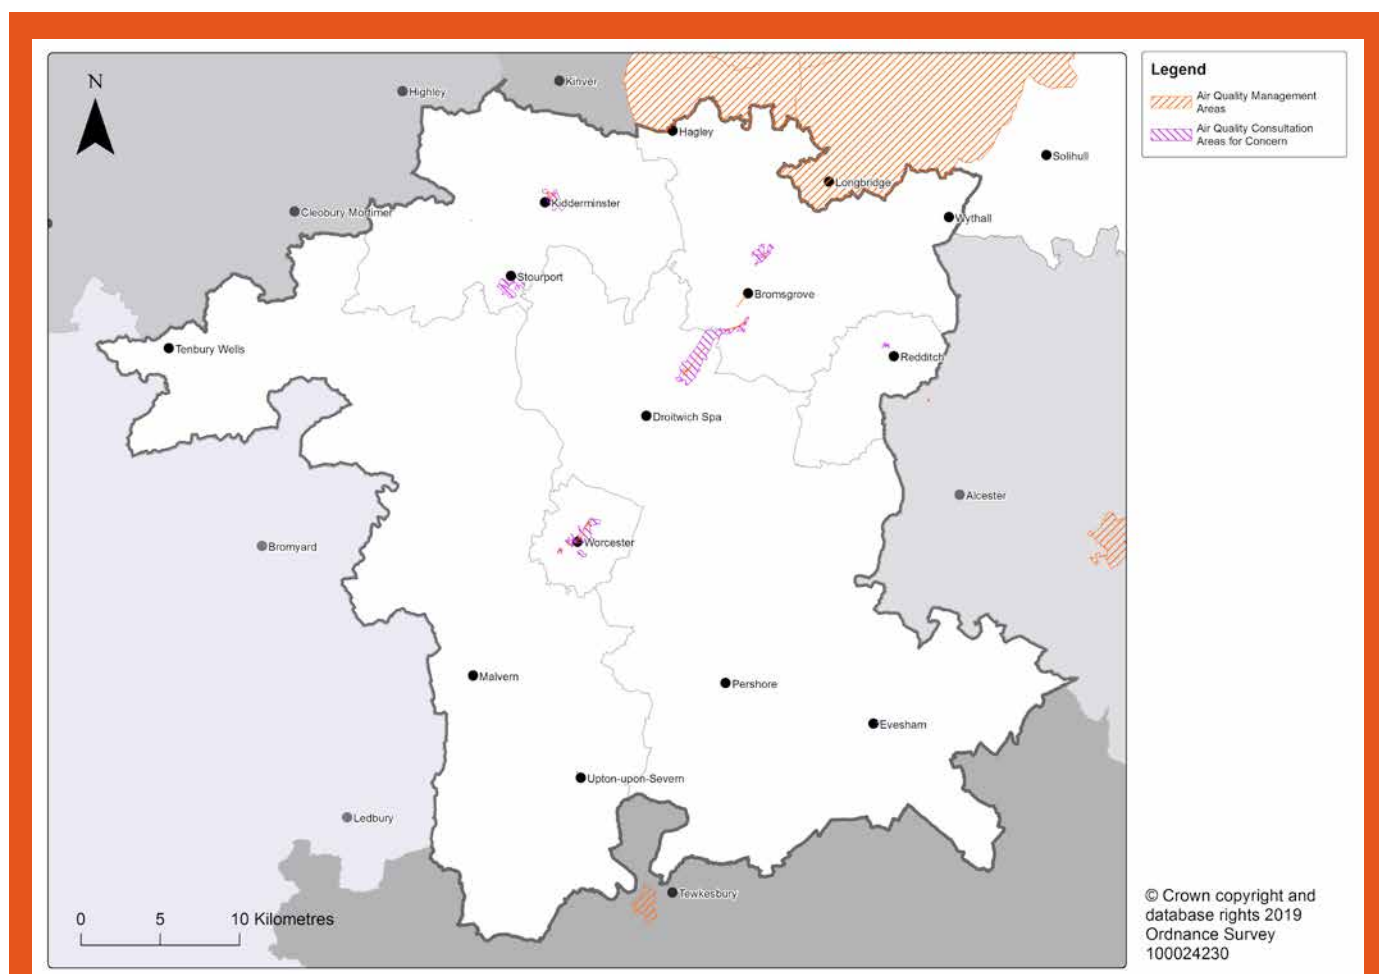 N
Kinver
Highley
Hagley
Solihull
Longbridge
Kidderminster
Cleobury Mortimer
Wythall
Stourport
Bromsgrove
Tenbury Wells
Redditch
Droitwich Spa
Alcester
Worcester
Bromyard
Malvern
Pershore
Evesham
Upton-upon-Severn
Ledbury
Tewkesbury
0 5 10 Kilometres
Legend
Air Quality Management
Areas
Air Quality Consultation
Areas for Concern
© Crown copyright and
database rights 2019
Ordnance Survey
100024230